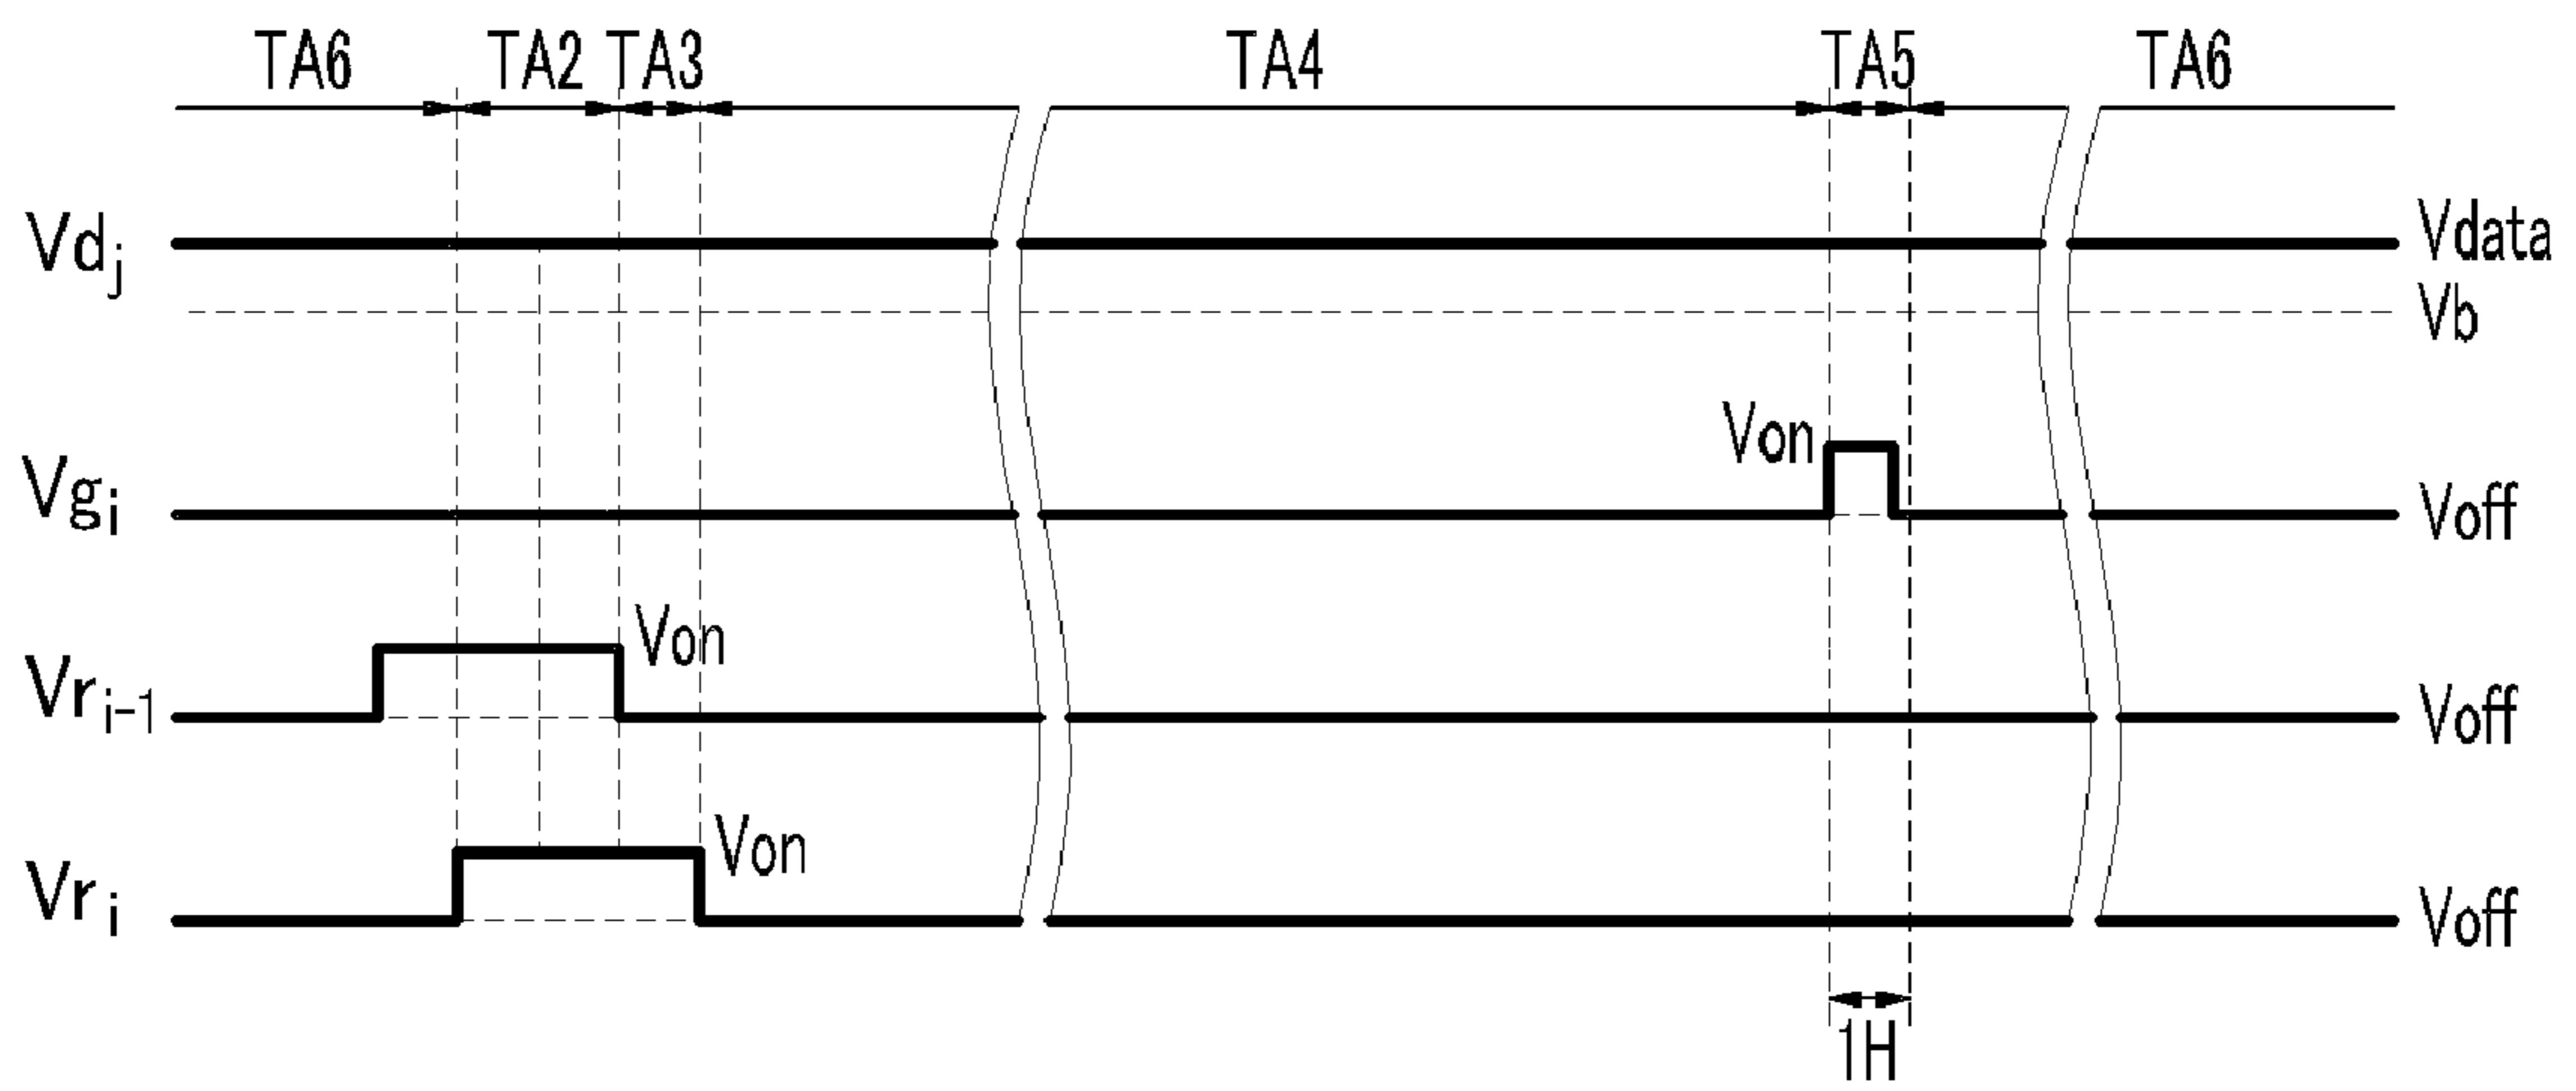 TA6 TA2 TA3 TA4 TA5 TA6
Vdj Vdata
Vb
Von
Vgi Voff
Von
Vri-1 Voff
Von
Vri Voff
1H